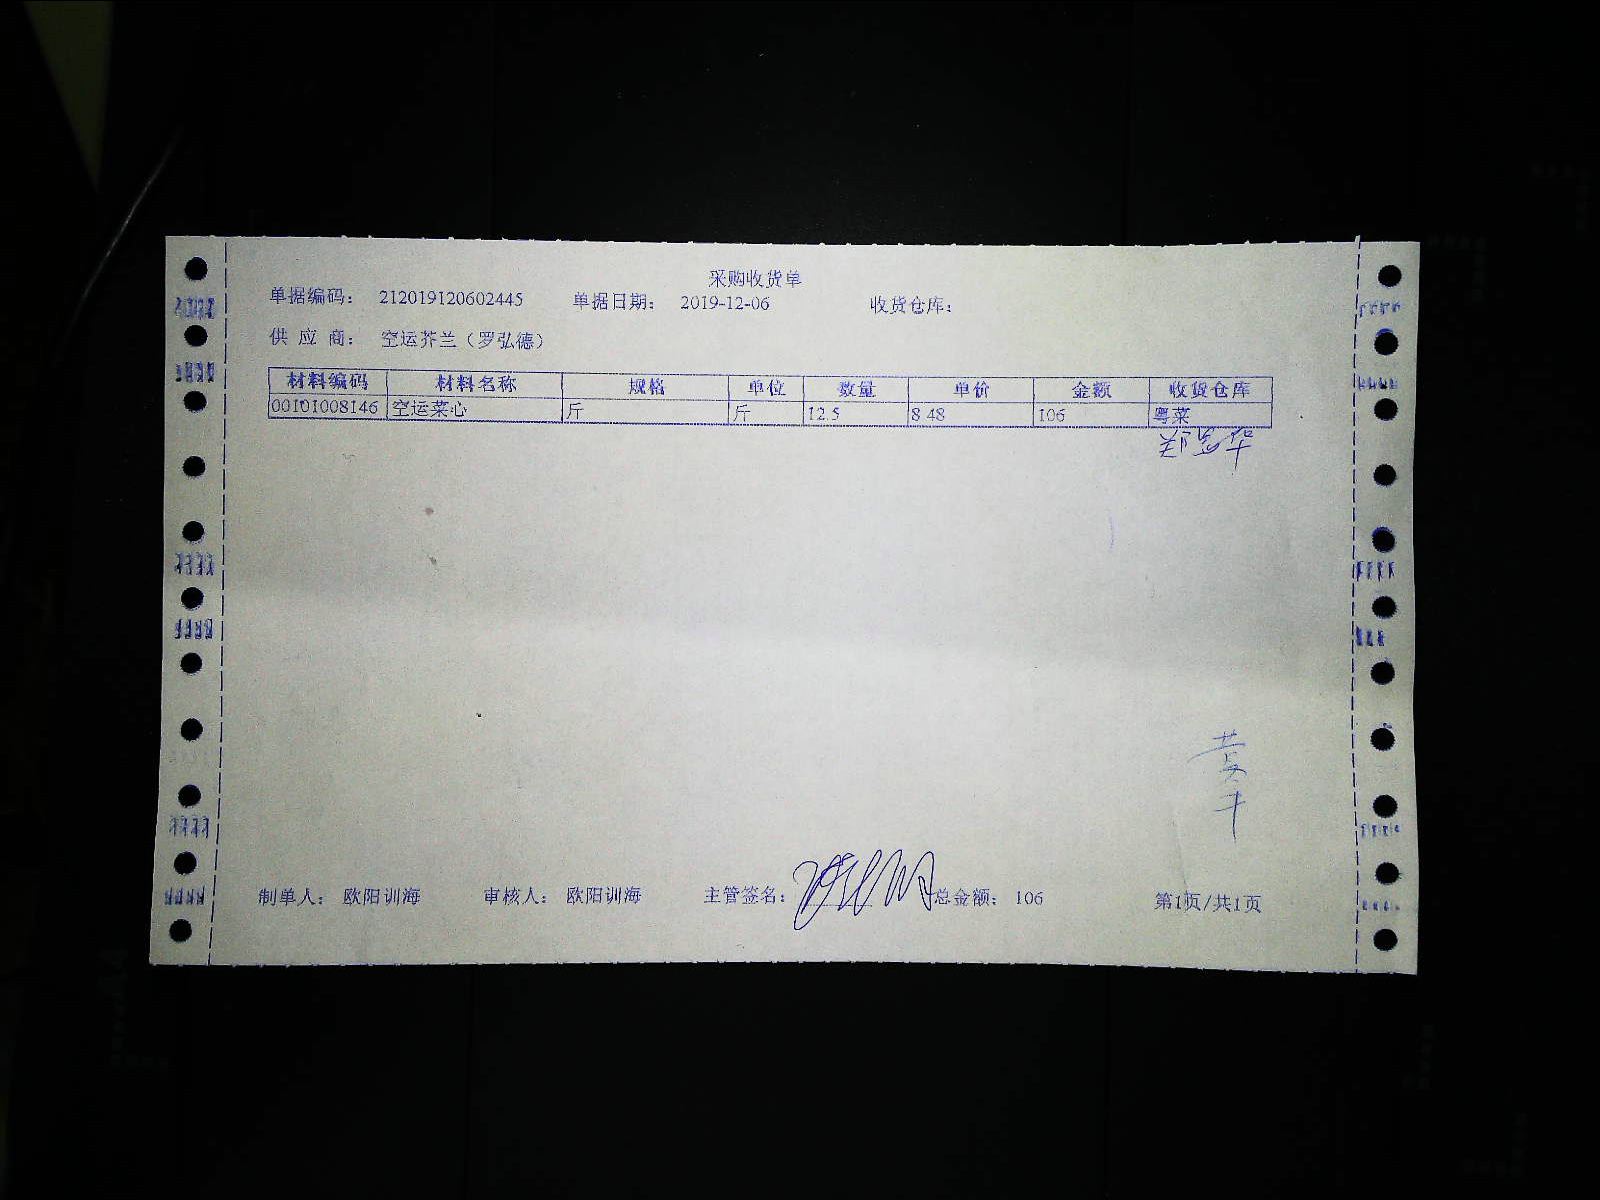 采购收货单
单据编码： 212019120602445 单据日期： 2019-12-06 收货仓库：
供 应 商： 空运芥兰（罗弘德）
材料编码 材料名称 规格 单位 数量 单价 金额 收货仓库
00101008146 空运菜心 斤 斤 12.5 8.48 106 粤菜
制单人： 欧阳训海 审核人： 欧阳训海 主管签名： 总金额： 106 第1页/共1页